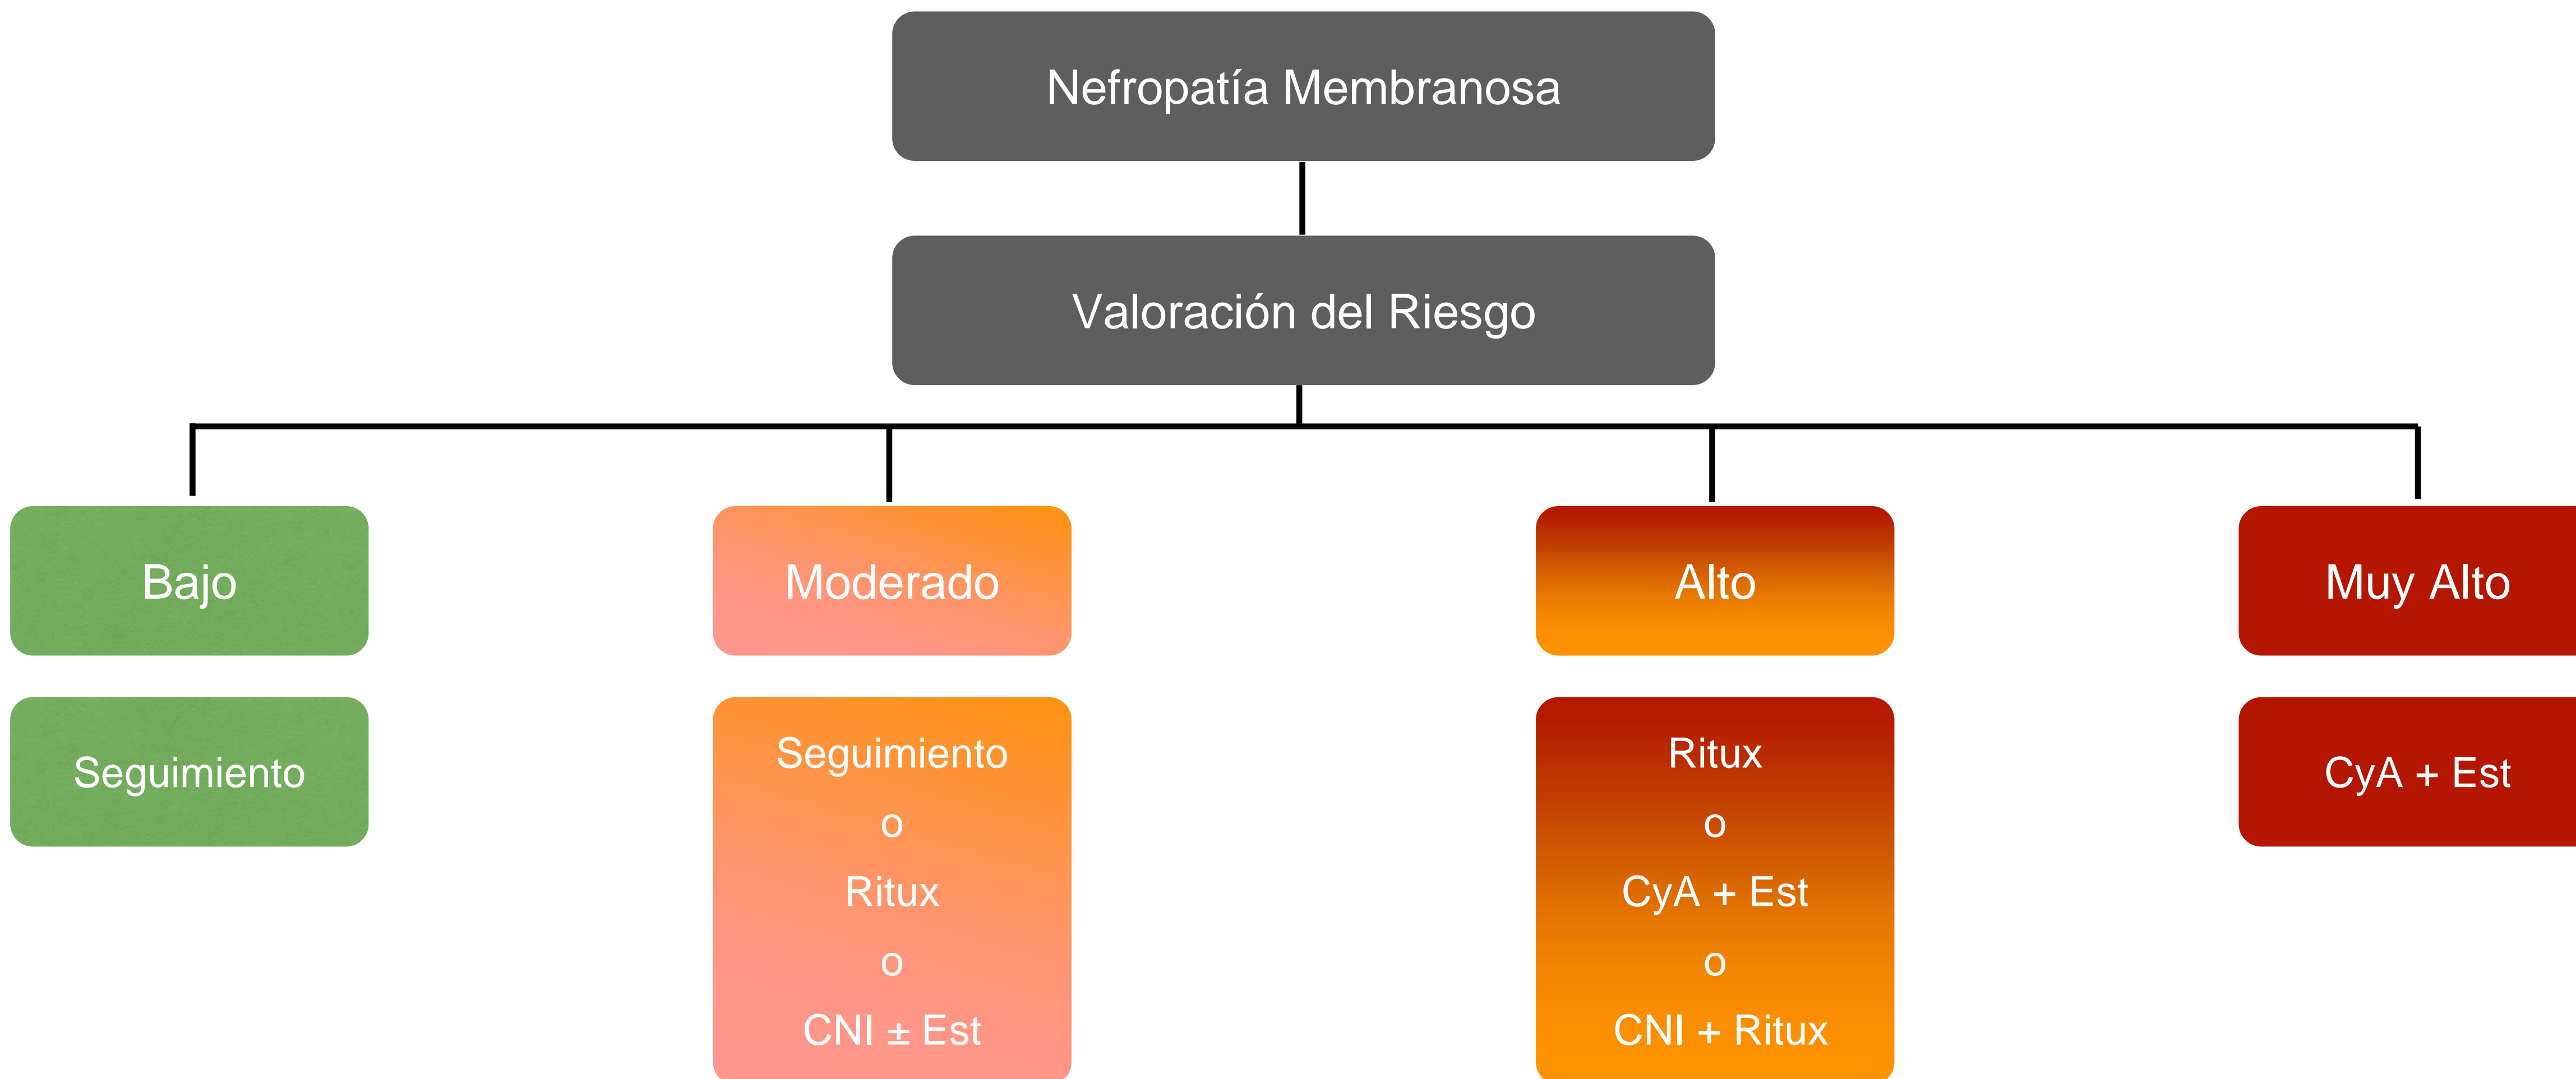 Nefropatía Membranosa
Valoración del Riesgo
Bajo
Moderado
Alto
Muy Alto
Seguimiento
Seguimiento
o
Ritux
o
CNI ± Est
Ritux
o
CyA + Est
o
CNI + Ritux
CyA + Est